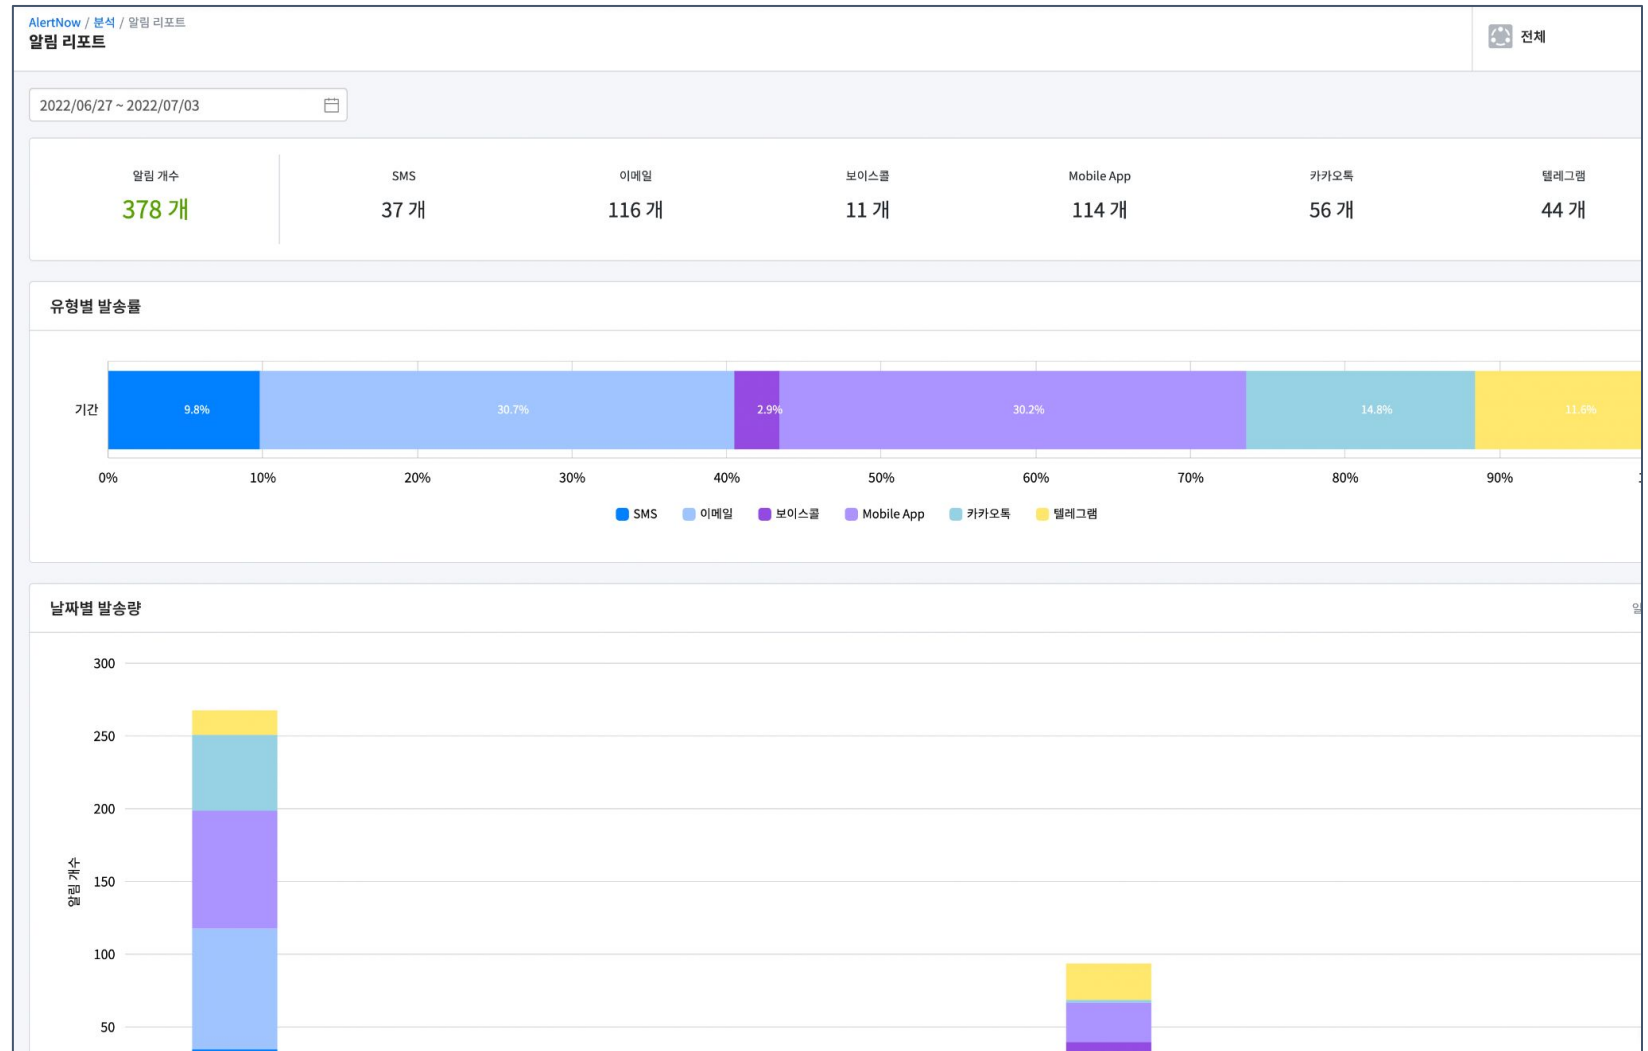 AlertNow / 분석 / 알림 리포트
알림 리포트
전체
2022/06/27 ~ 2022/07/03
알림 개수
378 개
SMS
37 개
이메일
116 개
보이스콜
11 개
Mobile App
114 개
카카오톡
56 개
텔레그램
44 개
유형별 발송률
기간
9.8%
30.7%
2.9%
30.2%
14.8%
11.6%
0%
10%
20%
30%
40%
50%
60%
70%
80%
90%
SMS
이메일
보이스콜
Mobile App
카카오톡
텔레그램
날짜별 발송량
300
250
200
150
100
50
알림 개수